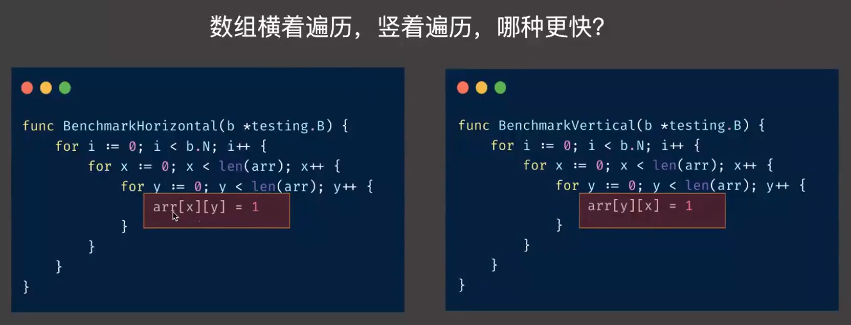 数组横着遍历，竖着遍历，哪种更快？
func BenchmarkHorizontal(b *testing.B) {
    for i := 0; i < b.N; i++ {
        for x := 0; x < len(arr); x++ {
            for y := 0; y < len(arr); y++ {
                arr[x][y] = 1
            }
        }
    }
}
func BenchmarkVertical(b *testing.B) {
    for i := 0; i < b.N; i++ {
        for x := 0; x < len(arr); x++ {
            for y := 0; y < len(arr); y++ {
                arr[y][x] = 1
            }
        }
    }
}